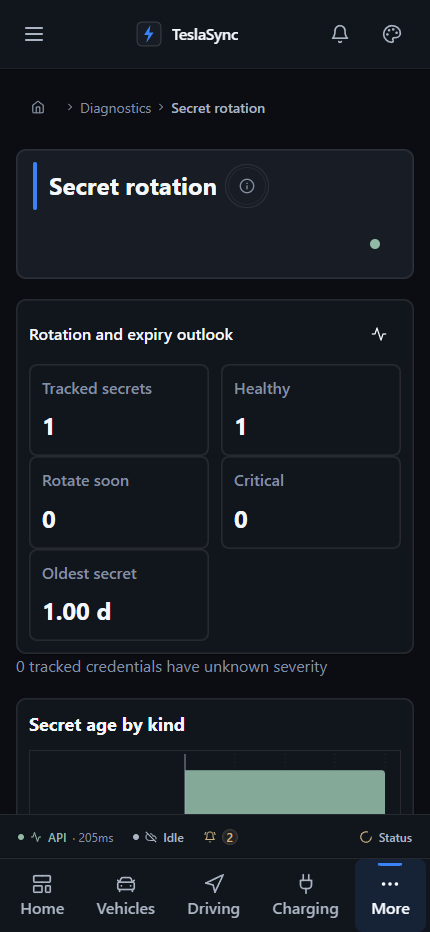 TeslaSync
Diagnostics
Secret rotation
Secret rotation
Rotation and expiry outlook
Tracked secrets
1
Healthy
1
Rotate soon
0
Critical
0
Oldest secret
1.00 d
0 tracked credentials have unknown severity
Secret age by kind
API · 205ms
Idle
2
Status
Home
Vehicles
Driving
Charging
More